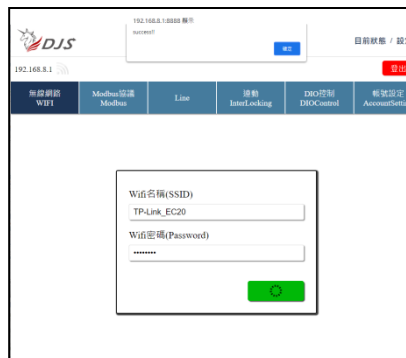 192.168.8.1:8888 顯示
success!!
確定
DJS
目前狀態 / 設
192.168.8.1
登出
無線網路
WIFI
Modbus協議
Modbus
Line
連動
InterLocking
DIO控制
DIOControl
帳號設定
AccountSetti
Wifi名稱(SSID)
TP-Link_EC20
Wifi密碼(Password)
••••••••